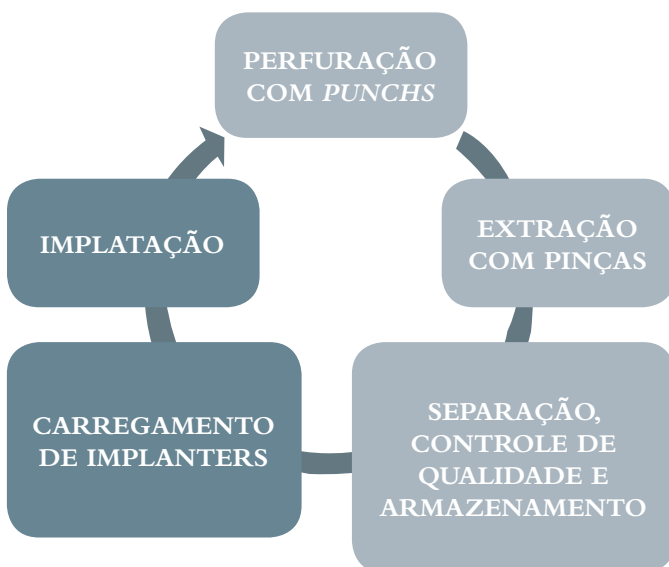 PERFURAÇÃO
COM PUNCHS
EXTRAÇÃO
COM PINÇAS
SEPARAÇÃO,
CONTROLE DE
QUALIDADE E
ARMAZENAMENTO
CARREGAMENTO
DE IMPLANTERS
IMPLATAÇÃO